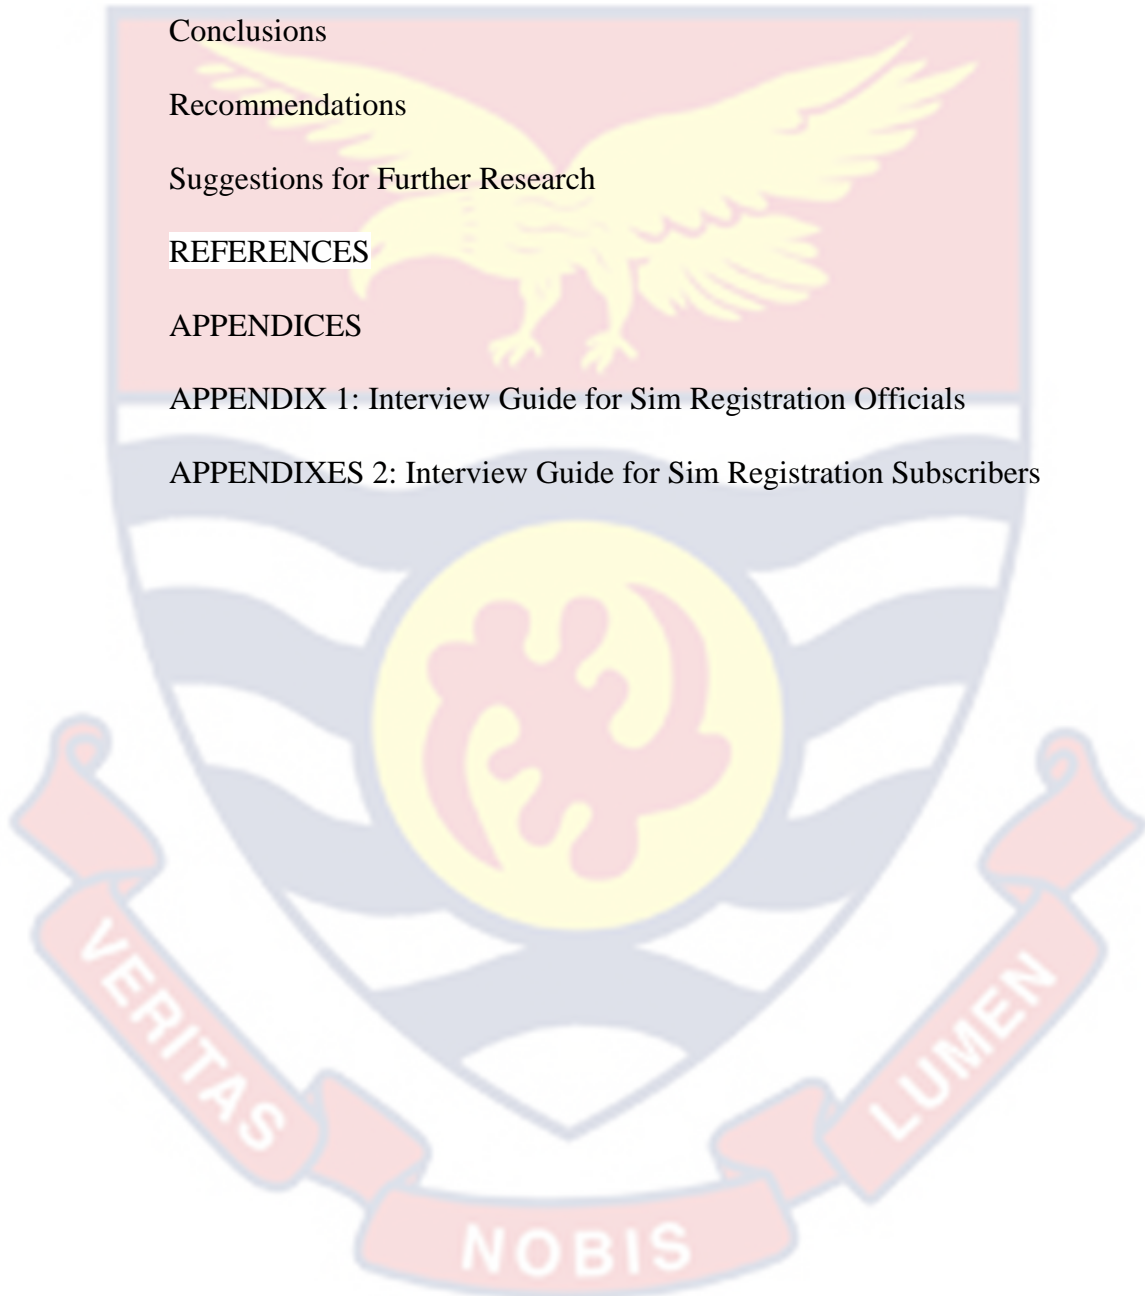 Conclusions
Recommendations
Suggestions for Further Research
REFERENCES
APPENDICES
APPENDIX 1: Interview Guide for Sim Registration Officials
APPENDIXES 2: Interview Guide for Sim Registration Subscribers
VERITAS
NOBIS
LUMEN